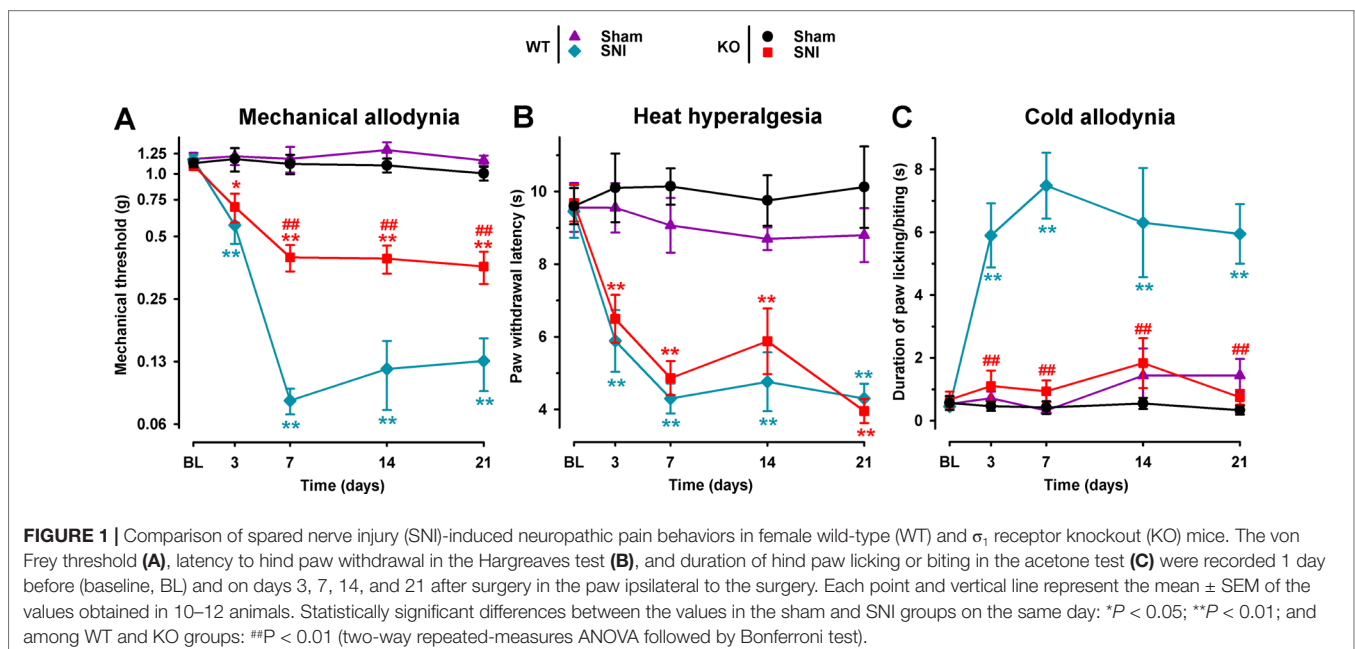 WT Sham KO Sham
SNI SNI
A Mechanical allodynia
Mechanical threshold (g)
1.25
1.0
0.75
0.5
0.25
0.13
0.06
*
**
##
**
##
**
##
**
**
**
**
BL 3 7 14 21
Time (days)
B Heat hyperalgesia
Paw withdrawal latency (s)
10
8
6
4
**
**
**
**
**
**
**
**
BL 3 7 14 21
Time (days)
C Cold allodynia
Duration of paw licking/biting (s)
8
6
4
2
0
**
**
**
**
##
##
##
##
BL 3 7 14 21
Time (days)
FIGURE 1 | Comparison of spared nerve injury (SNI)-induced neuropathic pain behaviors in female wild-type (WT) and σ₁ receptor knockout (KO) mice. The von
Frey threshold (A), latency to hind paw withdrawal in the Hargreaves test (B), and duration of hind paw licking or biting in the acetone test (C) were recorded 1 day
before (baseline, BL) and on days 3, 7, 14, and 21 after surgery in the paw ipsilateral to the surgery. Each point and vertical line represent the mean ± SEM of the
values obtained in 10–12 animals. Statistically significant differences between the values in the sham and SNI groups on the same day: *P < 0.05; **P < 0.01; and
among WT and KO groups: ##P < 0.01 (two-way repeated-measures ANOVA followed by Bonferroni test).